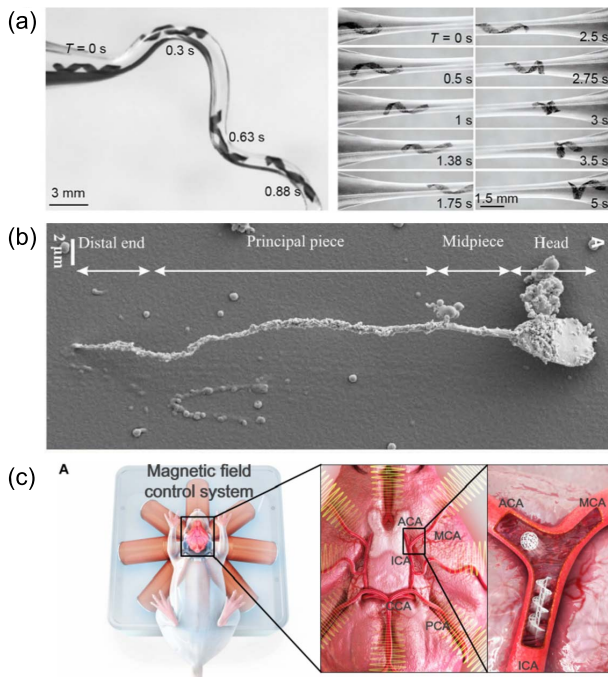 (a)
T = 0 s
0.3 s
0.63 s
0.88 s
3 mm
T = 0 s
0.5 s
1 s
1.38 s
1.75 s
2.5 s
2.75 s
3 s
3.5 s
5 s
1.5 mm
(b)
2 μm
Distal end
Principal piece
Midpiece
Head
A
(c)
A
Magnetic field
control system
ACA
MCA
ICA
CCA
PCA
ACA
MCA
ICA